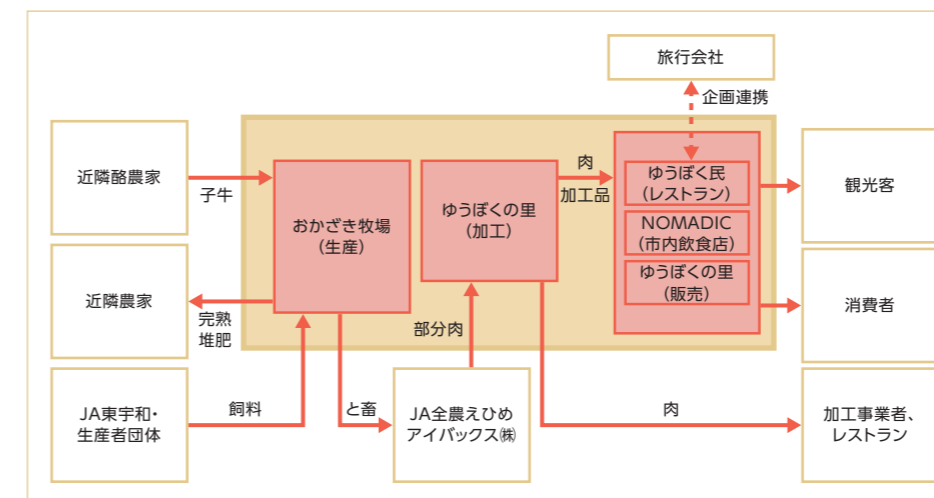 旅行会社
企画連携
近隣酪農家
子牛
おかざき牧場
（生産）
ゆうぼくの里
（加工）
肉
加工品
ゆうぼく民
（レストラン）
NOMADIC
（市内飲食店）
ゆうぼくの里
（販売）
観光客
近隣農家
完熟
堆肥
部分肉
消費者
JA東宇和・
生産者団体
飼料
と畜
JA全農えひめ
アイパックス㈱
肉
加工事業者、
レストラン